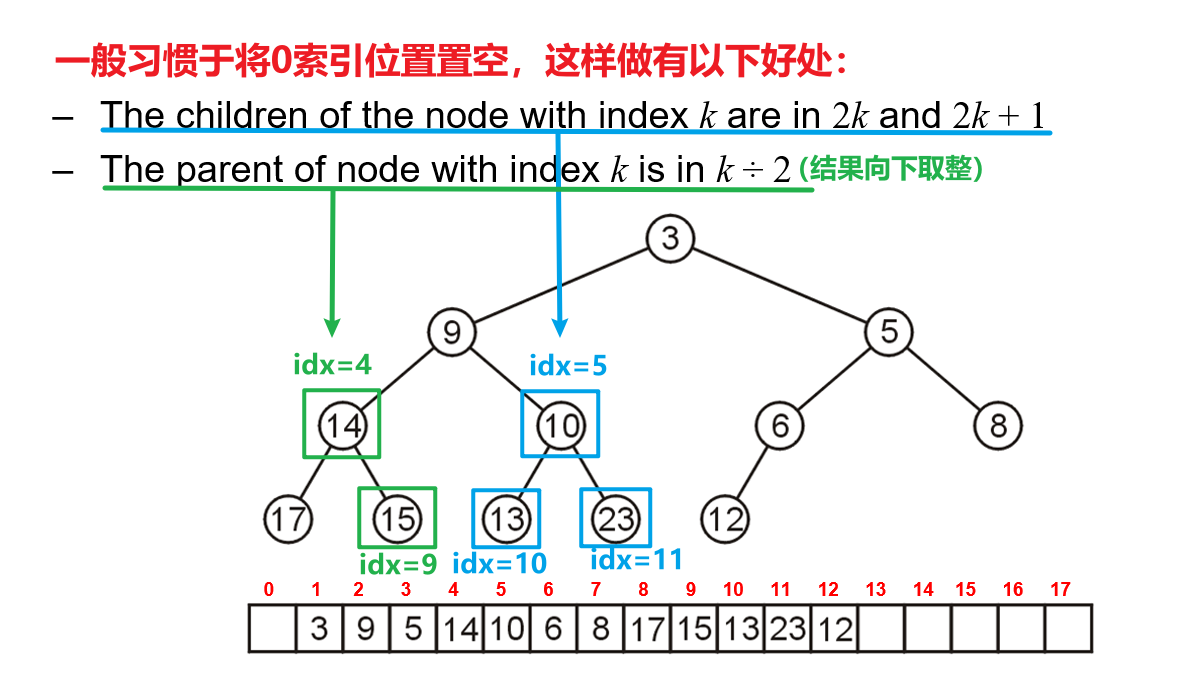 一般习惯于将0索引位置置空，这样做有以下好处：
– The children of the node with index k are in 2k and 2k + 1
– The parent of node with index k is in k ÷ 2 (结果向下取整)
3
9 5
idx=4 idx=5
14 10 6 8
17 15 13 23 12
idx=9 idx=10 idx=11
0 1 2 3 4 5 6 7 8 9 10 11 12 13 14 15 16 17
3 9 5 14 10 6 8 17 15 13 23 12